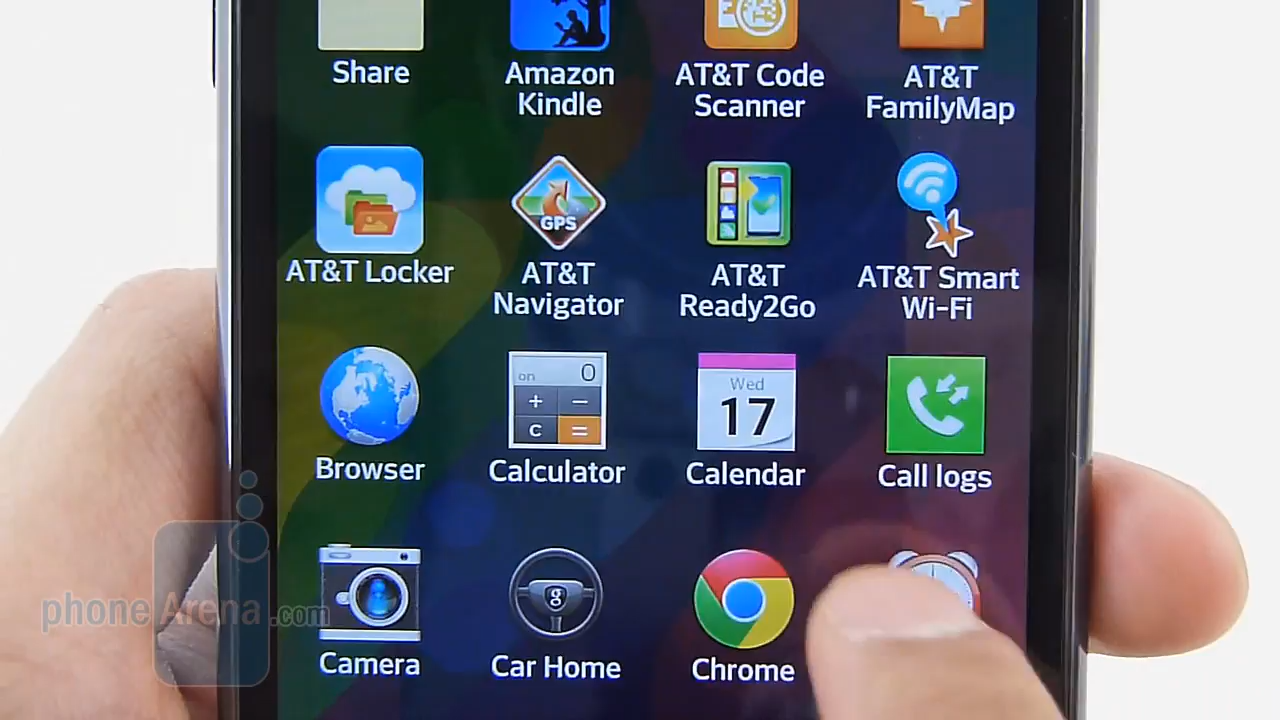 Share
Amazon
Kindle
AT&T Code
Scanner
AT&T
FamilyMap
GPS
AT&T Locker
AT&T
Navigator
AT&T
Ready2Go
AT&T Smart
Wi-Fi
on 0
+ −
c =
Wed
17
Browser
Calculator
Calendar
Call logs
g
Camera
Car Home
Chrome
phoneArena.com